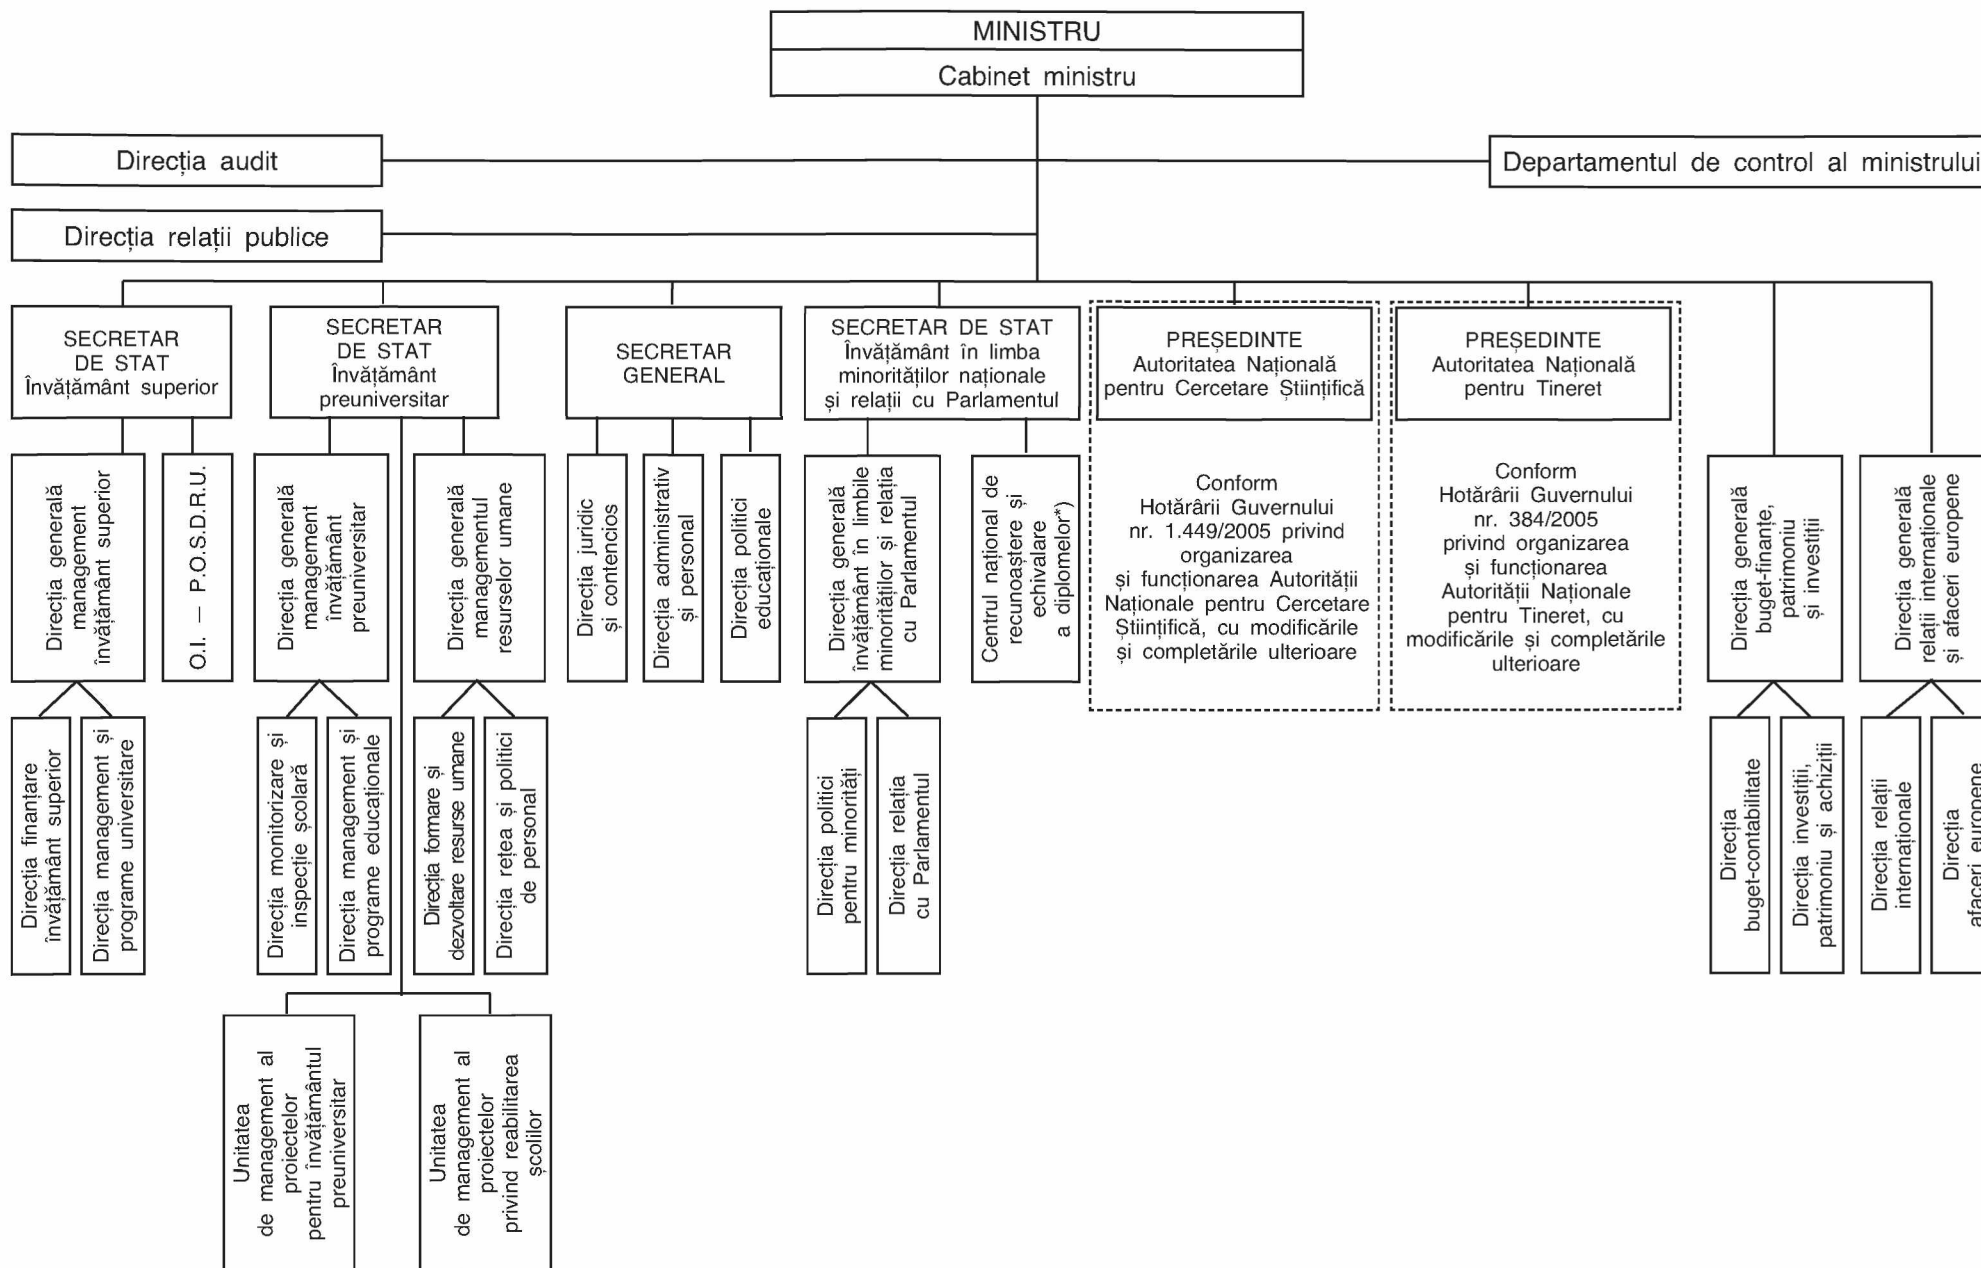 MINISTRU
Cabinet ministru
Direcția audit
Departamentul de control al ministrului
Direcția relații publice
SECRETAR
DE STAT
Învățământ superior
SECRETAR
DE STAT
Învățământ
preuniversitar
SECRETAR
GENERAL
SECRETAR DE STAT
Învățământ în limba
minorităților naționale
și relații cu Parlamentul
PREȘEDINTE
Autoritatea Națională
pentru Cercetare Științifică
PREȘEDINTE
Autoritatea Națională
pentru Tineret
Direcția generală
management
învățământ superior
O.I. — P.O.S.D.R.U.
Direcția generală
management
învățământ
preuniversitar
Direcția generală
managementul
resurselor umane
Direcția juridic
și contencios
Direcția administrativ
și personal
Direcția politici
educaționale
Direcția generală
învățământ în limbile
minorităților și relația
cu Parlamentul
Centrul național de
recunoaștere și
echivalare
a diplomelor*)
Conform
Hotărârii Guvernului
nr. 1.449/2005 privind
organizarea
și funcționarea Autorității
Naționale pentru Cercetare
Științifică, cu modificările
și completările ulterioare
Conform
Hotărârii Guvernului
nr. 384/2005
privind organizarea
și funcționarea
Autorității Naționale
pentru Tineret, cu
modificările și completările
ulterioare
Direcția generală
buget-finanțe,
patrimoniu
și investiții
Direcția generală
relații internaționale
și afaceri europene
Direcția finanțare
învățământ superior
Direcția management și
programe universitare
Direcția monitorizare și
inspecție școlară
Direcția management și
programe educaționale
Direcția formare și
dezvoltare resurse umane
Direcția rețea și politici
de personal
Direcția politici
pentru minorități
Direcția relația
cu Parlamentul
Direcția
buget-contabilitate
Direcția investiții,
patrimoniu și achiziții
Direcția relații
internaționale
Direcția
afaceri europene
Unitatea
de management al
proiectelor
pentru învățământul
preuniversitar
Unitatea
de management al
proiectelor
privind reabilitarea
școlilor